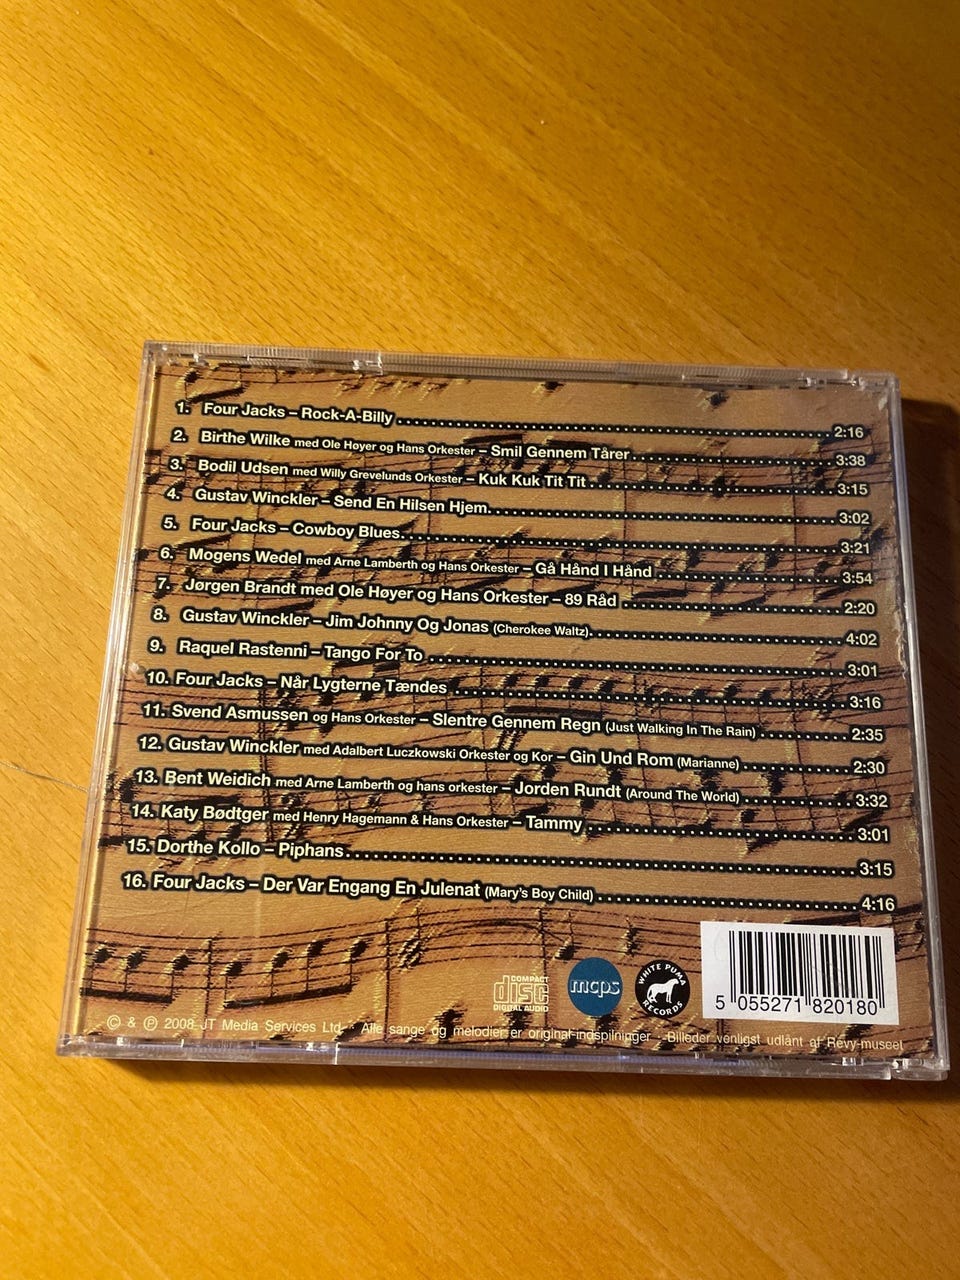 1. Four Jacks – Rock-A-Billy 2:16
2. Birthe Wilke med Ole Høyer og Hans Orkester – Smil Gennem Tårer 3:38
3. Bodil Udsen med Willy Grevelunds Orkester – Kuk Kuk Tit Tit 3:15
4. Gustav Winckler – Send En Hilsen Hjem 3:02
5. Four Jacks – Cowboy Blues 3:21
6. Mogens Wedel med Arne Lamberth og Hans Orkester – Gå Hånd I Hånd 3:54
7. Jørgen Brandt med Ole Høyer og Hans Orkester – 89 Råd 2:20
8. Gustav Winckler – Jim Johnny Og Jonas (Cherokee Waltz) 4:02
9. Raquel Rastenni – Tango For To 3:01
10. Four Jacks – Når Lygterne Tændes 3:16
11. Svend Asmussen og Hans Orkester – Slentre Gennem Regn (Just Walking In The Rain) 2:35
12. Gustav Winckler med Adalbert Luczkowski Orkester og Kor – Gin Und Rom (Marianne) 2:30
13. Bent Weidich med Arne Lamberth og hans orkester – Jorden Rundt (Around The World) 3:32
14. Katy Bødtger med Henry Hagemann & Hans Orkester – Tammy 3:01
15. Dorthe Kollo – Piphans 3:15
16. Four Jacks – Der Var Engang En Julenat (Mary's Boy Child) 4:16
COMPACT
disc
DIGITAL AUDIO
mcps
WHITE PUMA
RECORDS
5 055271 820180
© & ℗ 2008 JT Media Services Ltd · Alle sange og melodier er original-indspilninger · Billeder venligst udlånt af Revy-museet